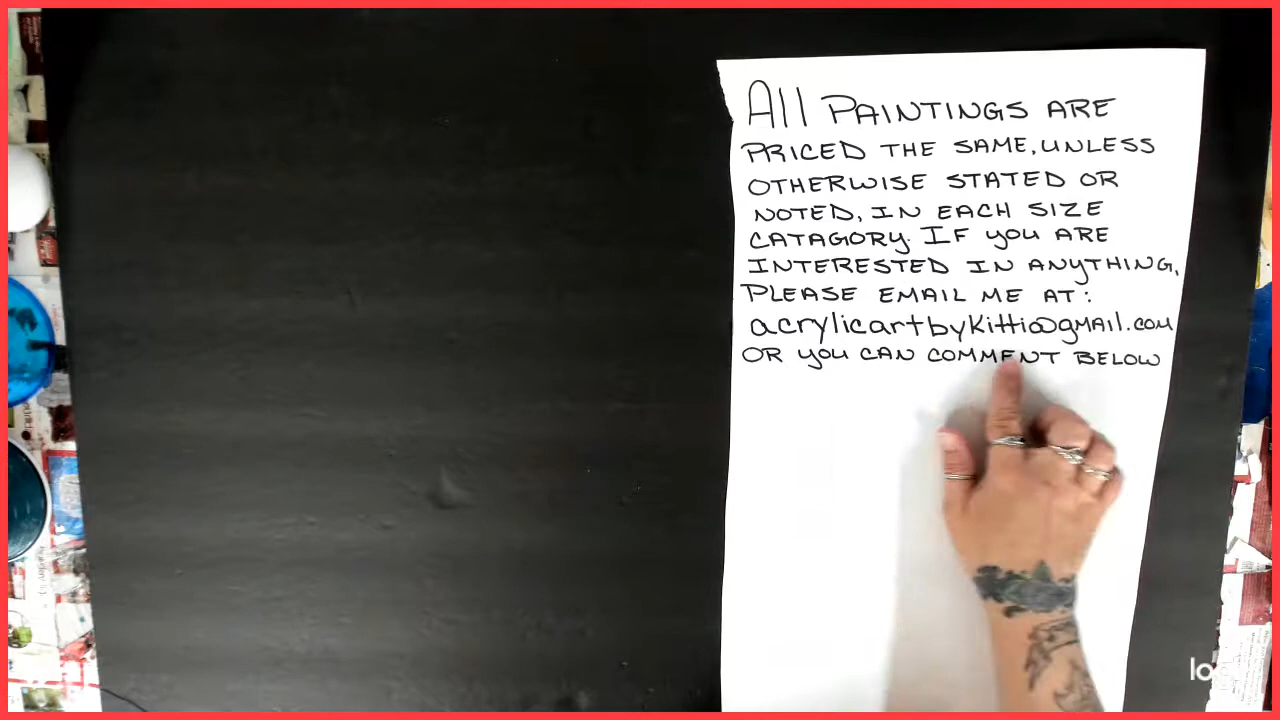 All PAINTINGS ARE
PRICED THE SAME, UNLESS
OTHERWISE STATED OR
NOTED, IN EACH SIZE
CATAGORY. IF YOU ARE
INTERESTED IN ANYTHING,
PLEASE EMAIL ME AT:
acrylicartbykitti@gmail.com
OR YOU CAN COMMENT BELOW